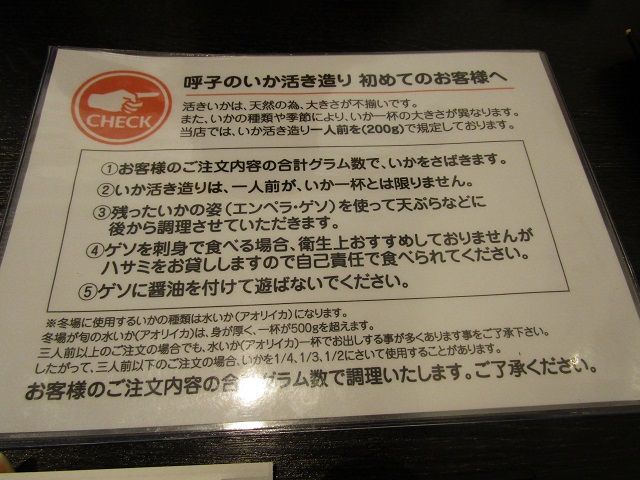 CHECK
呼子のいか活き造り 初めてのお客様へ
活きいかは、天然の為、大きさが不揃いです。
また、いかの種類や季節により、いか一杯の大きさが異なります。
当店では、いか活き造り一人前を(200g)で規定しております。
①お客様のご注文内容の合計グラム数で、いかをさばきます。
②いか活き造りは、一人前が、いか一杯とは限りません。
③残ったいかの姿(エンペラ・ゲソ)を使って天ぷらなどに
後から調理させていただきます。
④ゲソを刺身で食べる場合、衛生上おすすめしておりませんが
ハサミをお貸ししますので自己責任で食べられてください。
⑤ゲソに醤油を付けて遊ばないでください。
※冬場に使用するいかの種類は水いか(アオリイカ)になります。
冬場が旬の水いか(アオリイカ)は、身が厚く、一杯が500gを超えます。
三人前以上のご注文の場合でも、水いか(アオリイカ)一杯でお出しする事が多くあります事をご了承下さい。
したがって、三人前以下のご注文の場合、いかを1/4、1/3、1/2にさいて使用することがあります。
お客様のご注文内容の合計グラム数で調理いたします。ご了承ください。